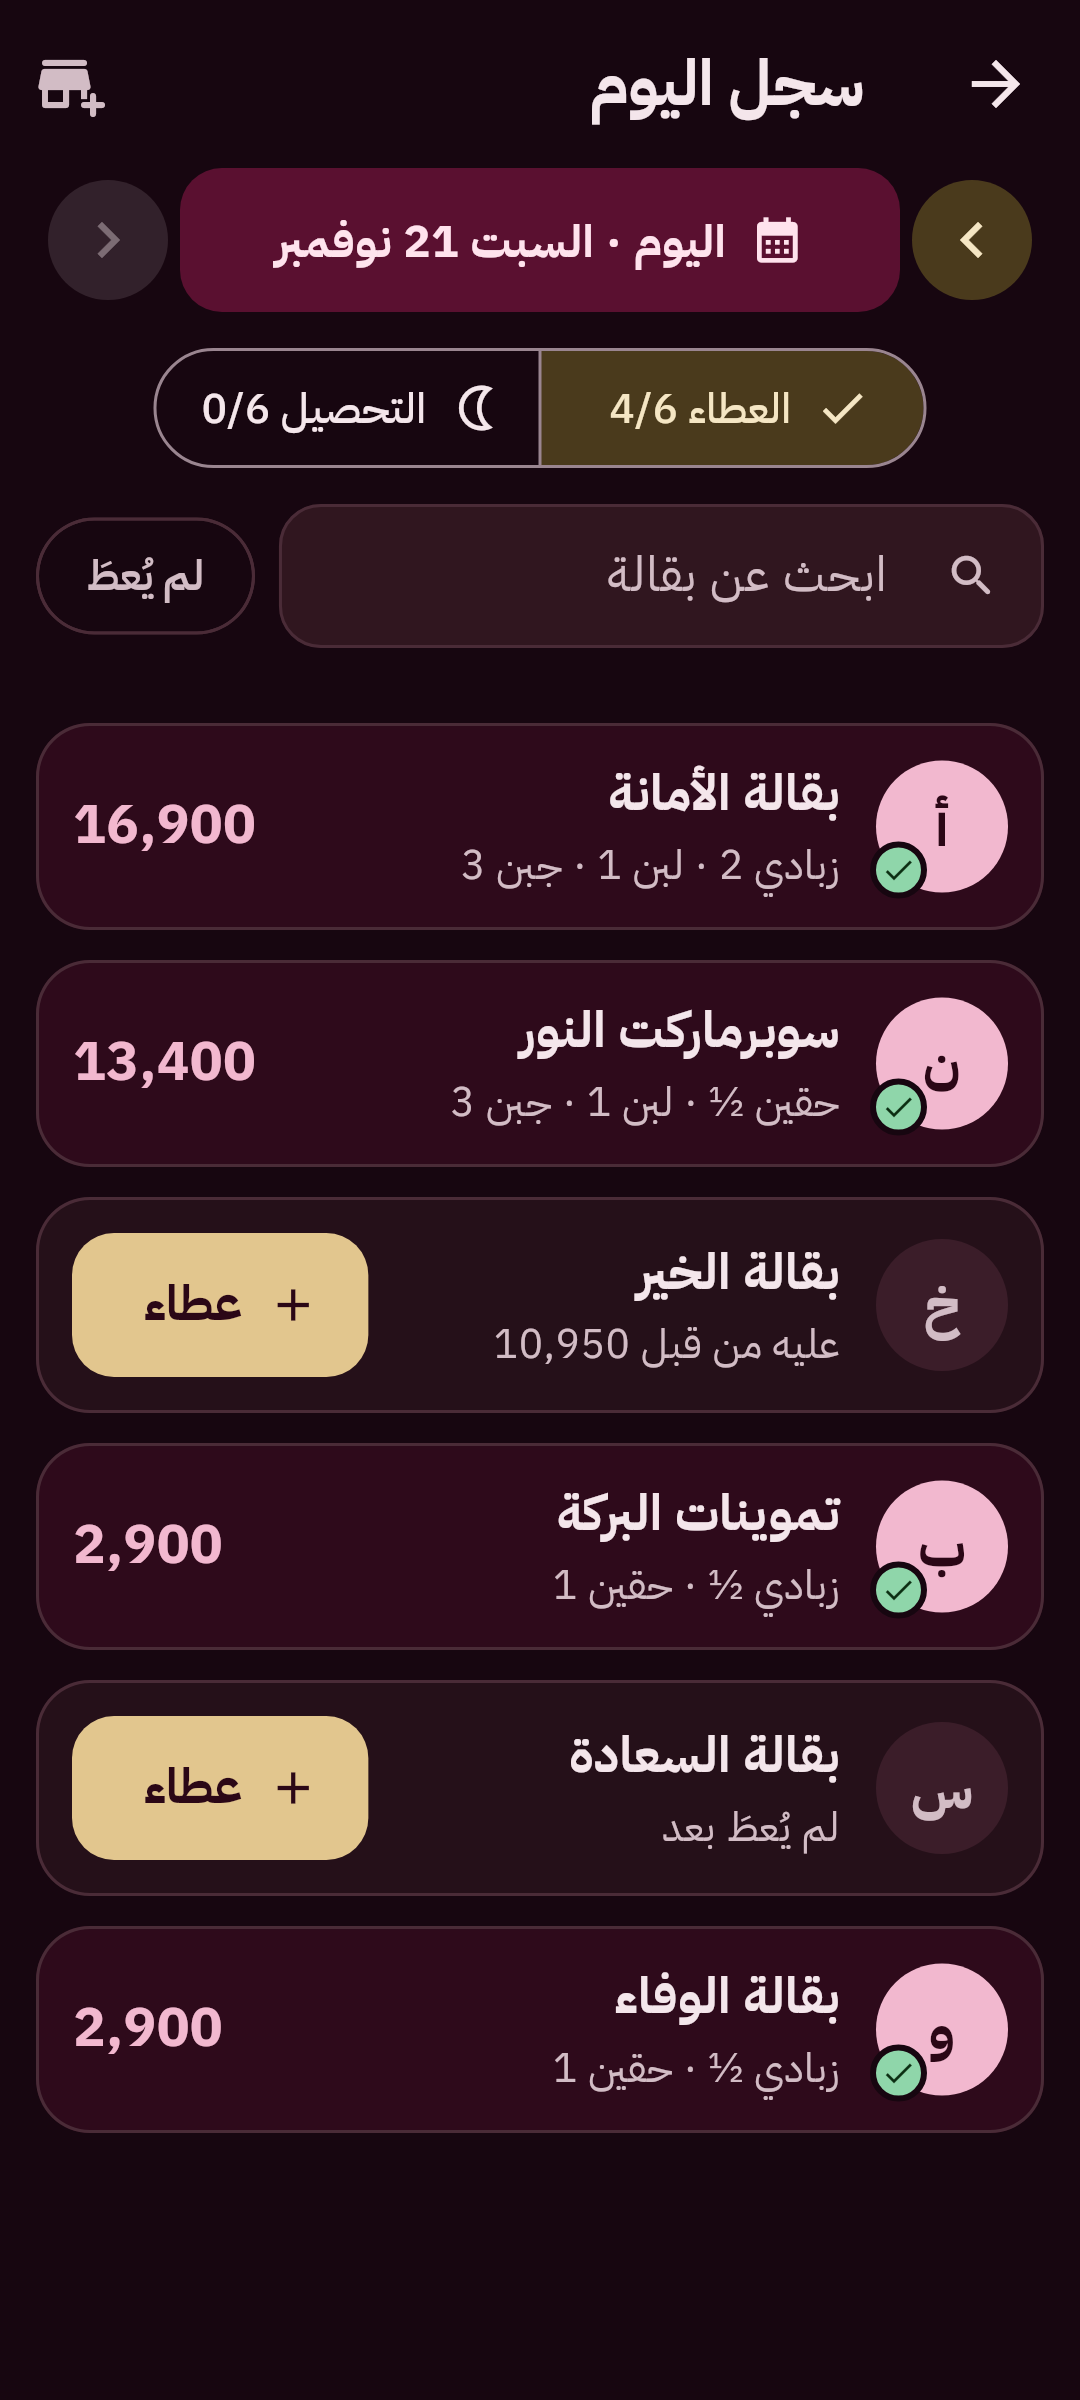 سجل اليوم
اليوم · السبت 21 نوفمبر
العطاء 4/6
التحصيل 0/6
ابحث عن بقالة
لم يُعطَ
أ
بقالة الأمانة
زبادي 2 · لبن 1 · جبن 3
16,900
ن
سوبرماركت النور
حقين ½ · لبن 1 · جبن 3
13,400
خ
بقالة الخير
عليه من قبل 10,950
عطاء
ب
تموينات البركة
زبادي ½ · حقين 1
2,900
س
بقالة السعادة
لم يُعطَ بعد
عطاء
و
بقالة الوفاء
زبادي ½ · حقين 1
2,900